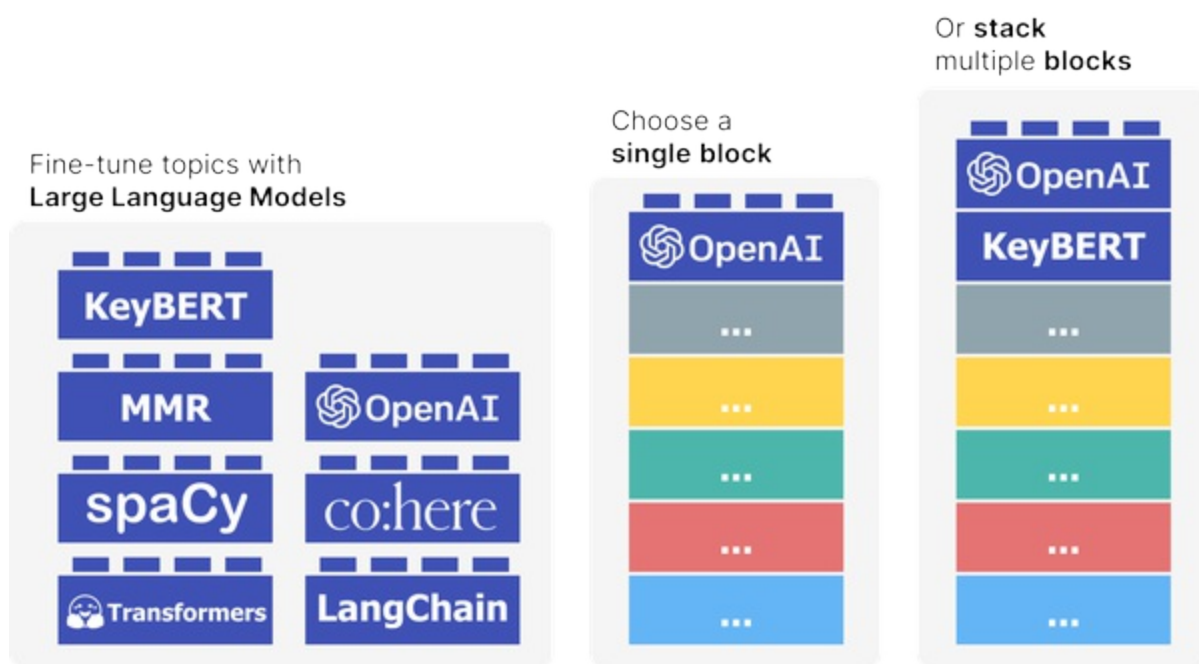 Fine-tune topics with
Large Language Models
KeyBERT
MMR
spaCy
Transformers
OpenAI
co:here
LangChain
Choose a
single block
OpenAI
...
...
...
...
...
Or stack
multiple blocks
OpenAI
KeyBERT
...
...
...
...
...